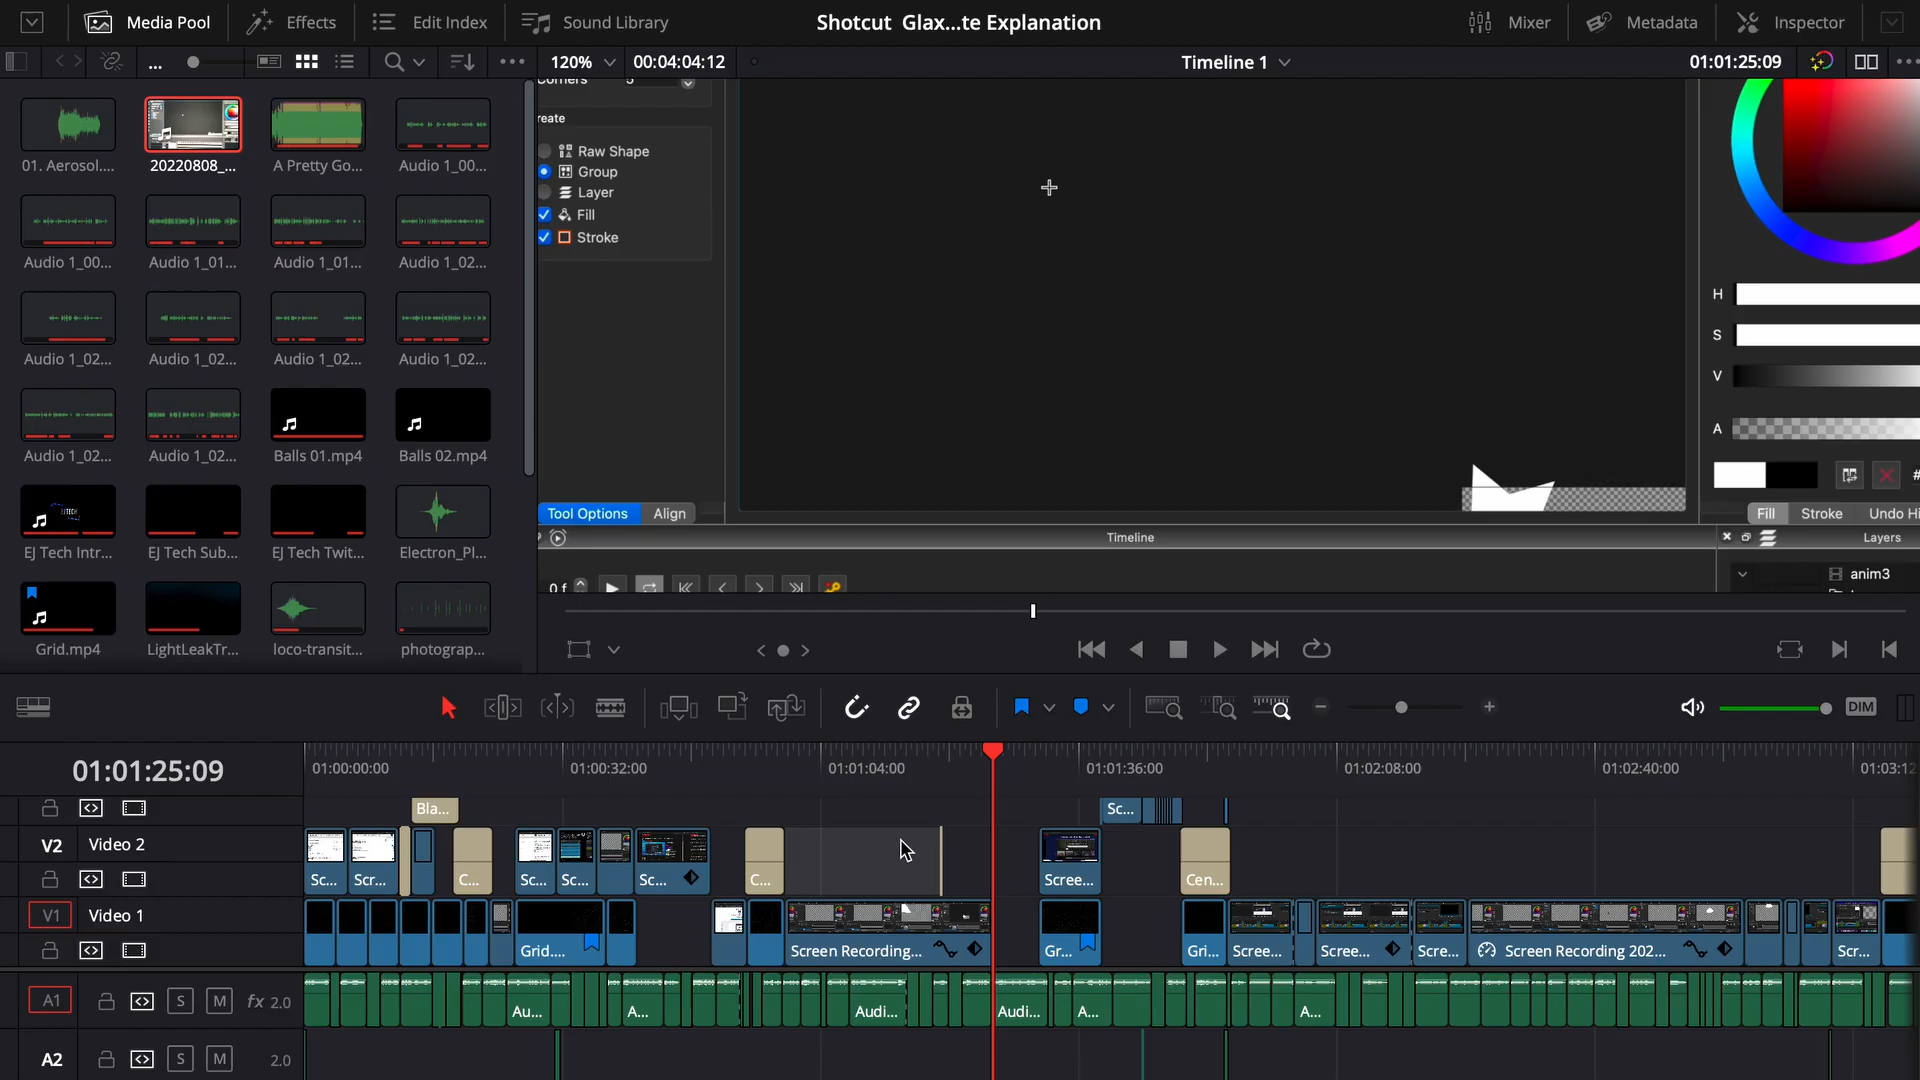 Media Pool
Effects
Edit Index
Sound Library
Shotcut Glax...te Explanation
Mixer
Metadata
Inspector
...
120%
00:04:04:12
Timeline 1
01:01:25:09
01. Aerosol....
20220808_...
A Pretty Go...
Audio 1_00...
Audio 1_00...
Audio 1_01...
Audio 1_01...
Audio 1_02...
Audio 1_02...
Audio 1_02...
Audio 1_02...
Audio 1_02...
Audio 1_02...
Audio 1_02...
Balls 01.mp4
Balls 02.mp4
EJ Tech Intr...
EJ Tech Sub...
EJ Tech Twit...
Electron_Pl...
Grid.mp4
LightLeakTr...
loco-transit...
photograp...
reate
Raw Shape
Group
Layer
Fill
Stroke
Tool Options
Align
H
S
V
A
#
Fill
Stroke
Undo Hi
Timeline
Layers
0 f
anim3
DIM
01:01:25:09
01:00:00:00
01:00:32:00
01:01:04:00
01:01:36:00
01:02:08:00
01:02:40:00
01:03:12
Bla...
Sc...
V2
Video 2
Sc...
Scr...
C...
Sc...
Sc...
Sc...
C...
Scree...
Cen...
V1
Video 1
Grid....
Screen Recording...
Gr...
Gri...
Scree...
Scree...
Scree...
Screen Recording 202...
Scr...
A1
S
M
fx
2.0
Au...
A...
Audi...
Audi...
A...
A...
A2
S
M
2.0